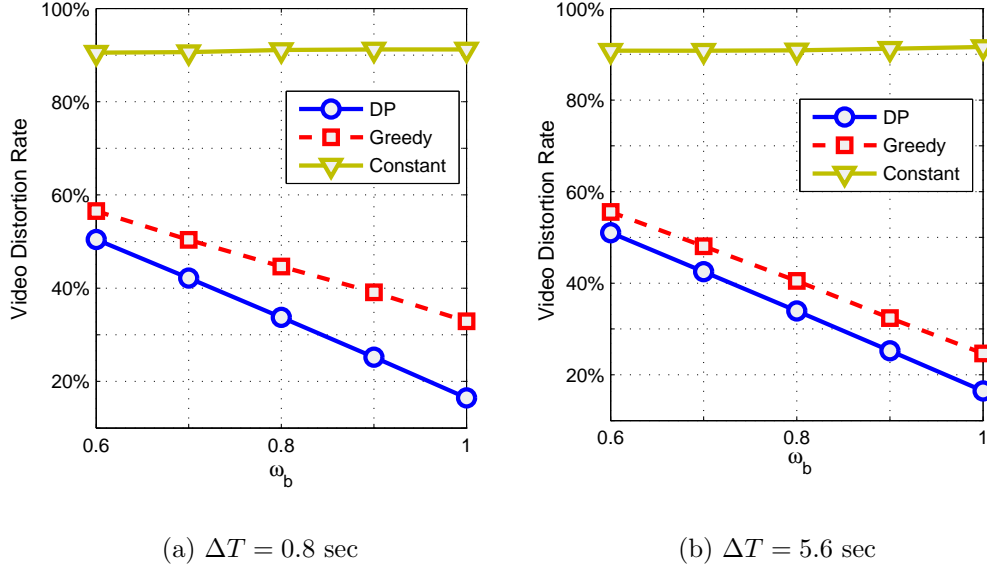 100%
80%
60%
40%
20%
Video Distortion Rate
DP
Greedy
Constant
0.6
0.8
1
ω_b
(a) ΔT = 0.8 sec
100%
80%
60%
40%
20%
Video Distortion Rate
DP
Greedy
Constant
0.6
0.8
1
ω_b
(b) ΔT = 5.6 sec